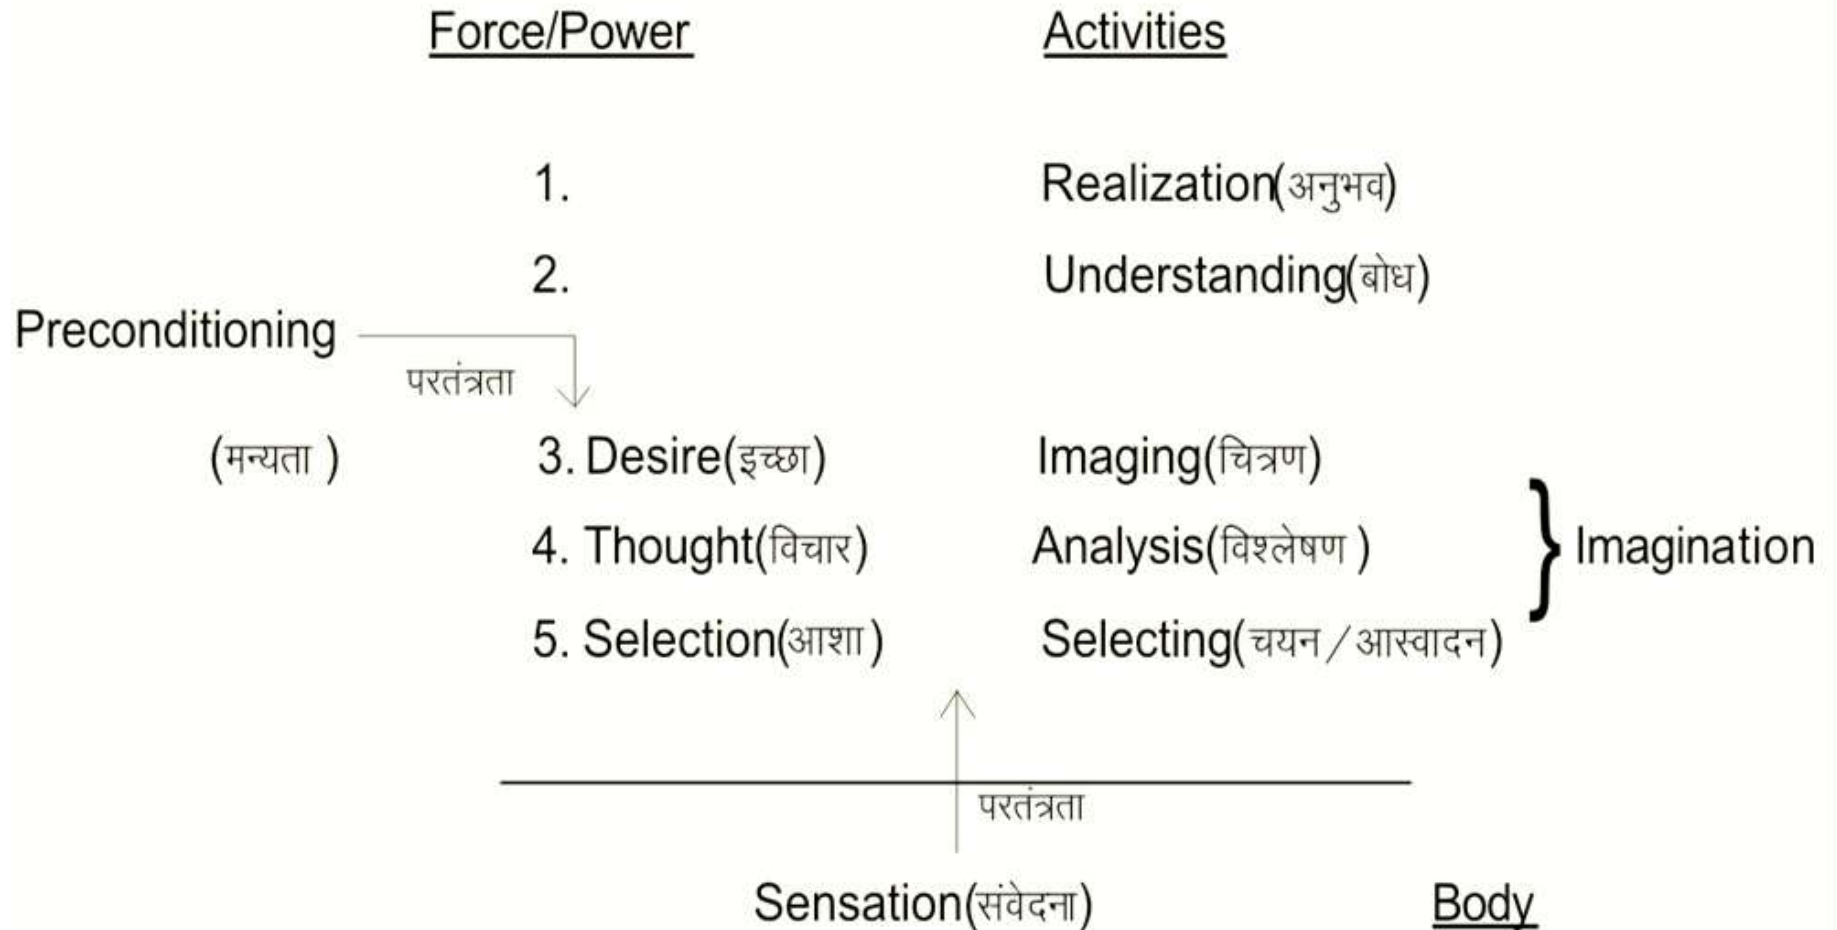 Force/Power Activities
1. Realization(अनुभव)
2. Understanding(बोध)
Preconditioning
परतंत्रता
(मन्यता ) 3. Desire(इच्छा) Imaging(चित्रण)
4. Thought(विचार) Analysis(विश्लेषण ) } Imagination
5. Selection(आशा) Selecting(चयन/आस्वादन)
परतंत्रता
Sensation(संवेदना) Body